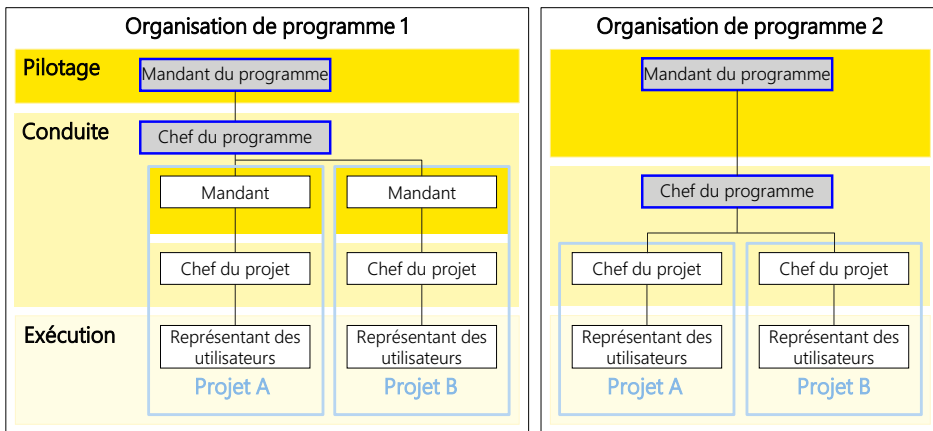 Organisation de programme 1
Pilotage
Mandant du programme
Conduite
Chef du programme
Mandant
Mandant
Chef du projet
Chef du projet
Exécution
Représentant des
utilisateurs
Représentant des
utilisateurs
Projet A
Projet B
Organisation de programme 2
Mandant du programme
Chef du programme
Chef du projet
Chef du projet
Représentant des
utilisateurs
Représentant des
utilisateurs
Projet A
Projet B